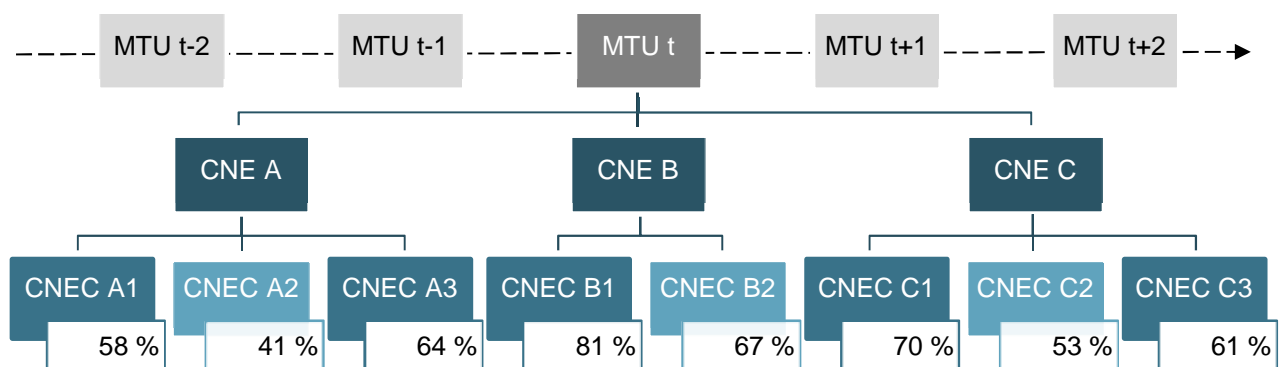 MTU t-2
MTU t-1
MTU t
MTU t+1
MTU t+2
CNE A
CNE B
CNE C
CNEC A1
CNEC A2
CNEC A3
CNEC B1
CNEC B2
CNEC C1
CNEC C2
CNEC C3
58 %
41 %
64 %
81 %
67 %
70 %
53 %
61 %